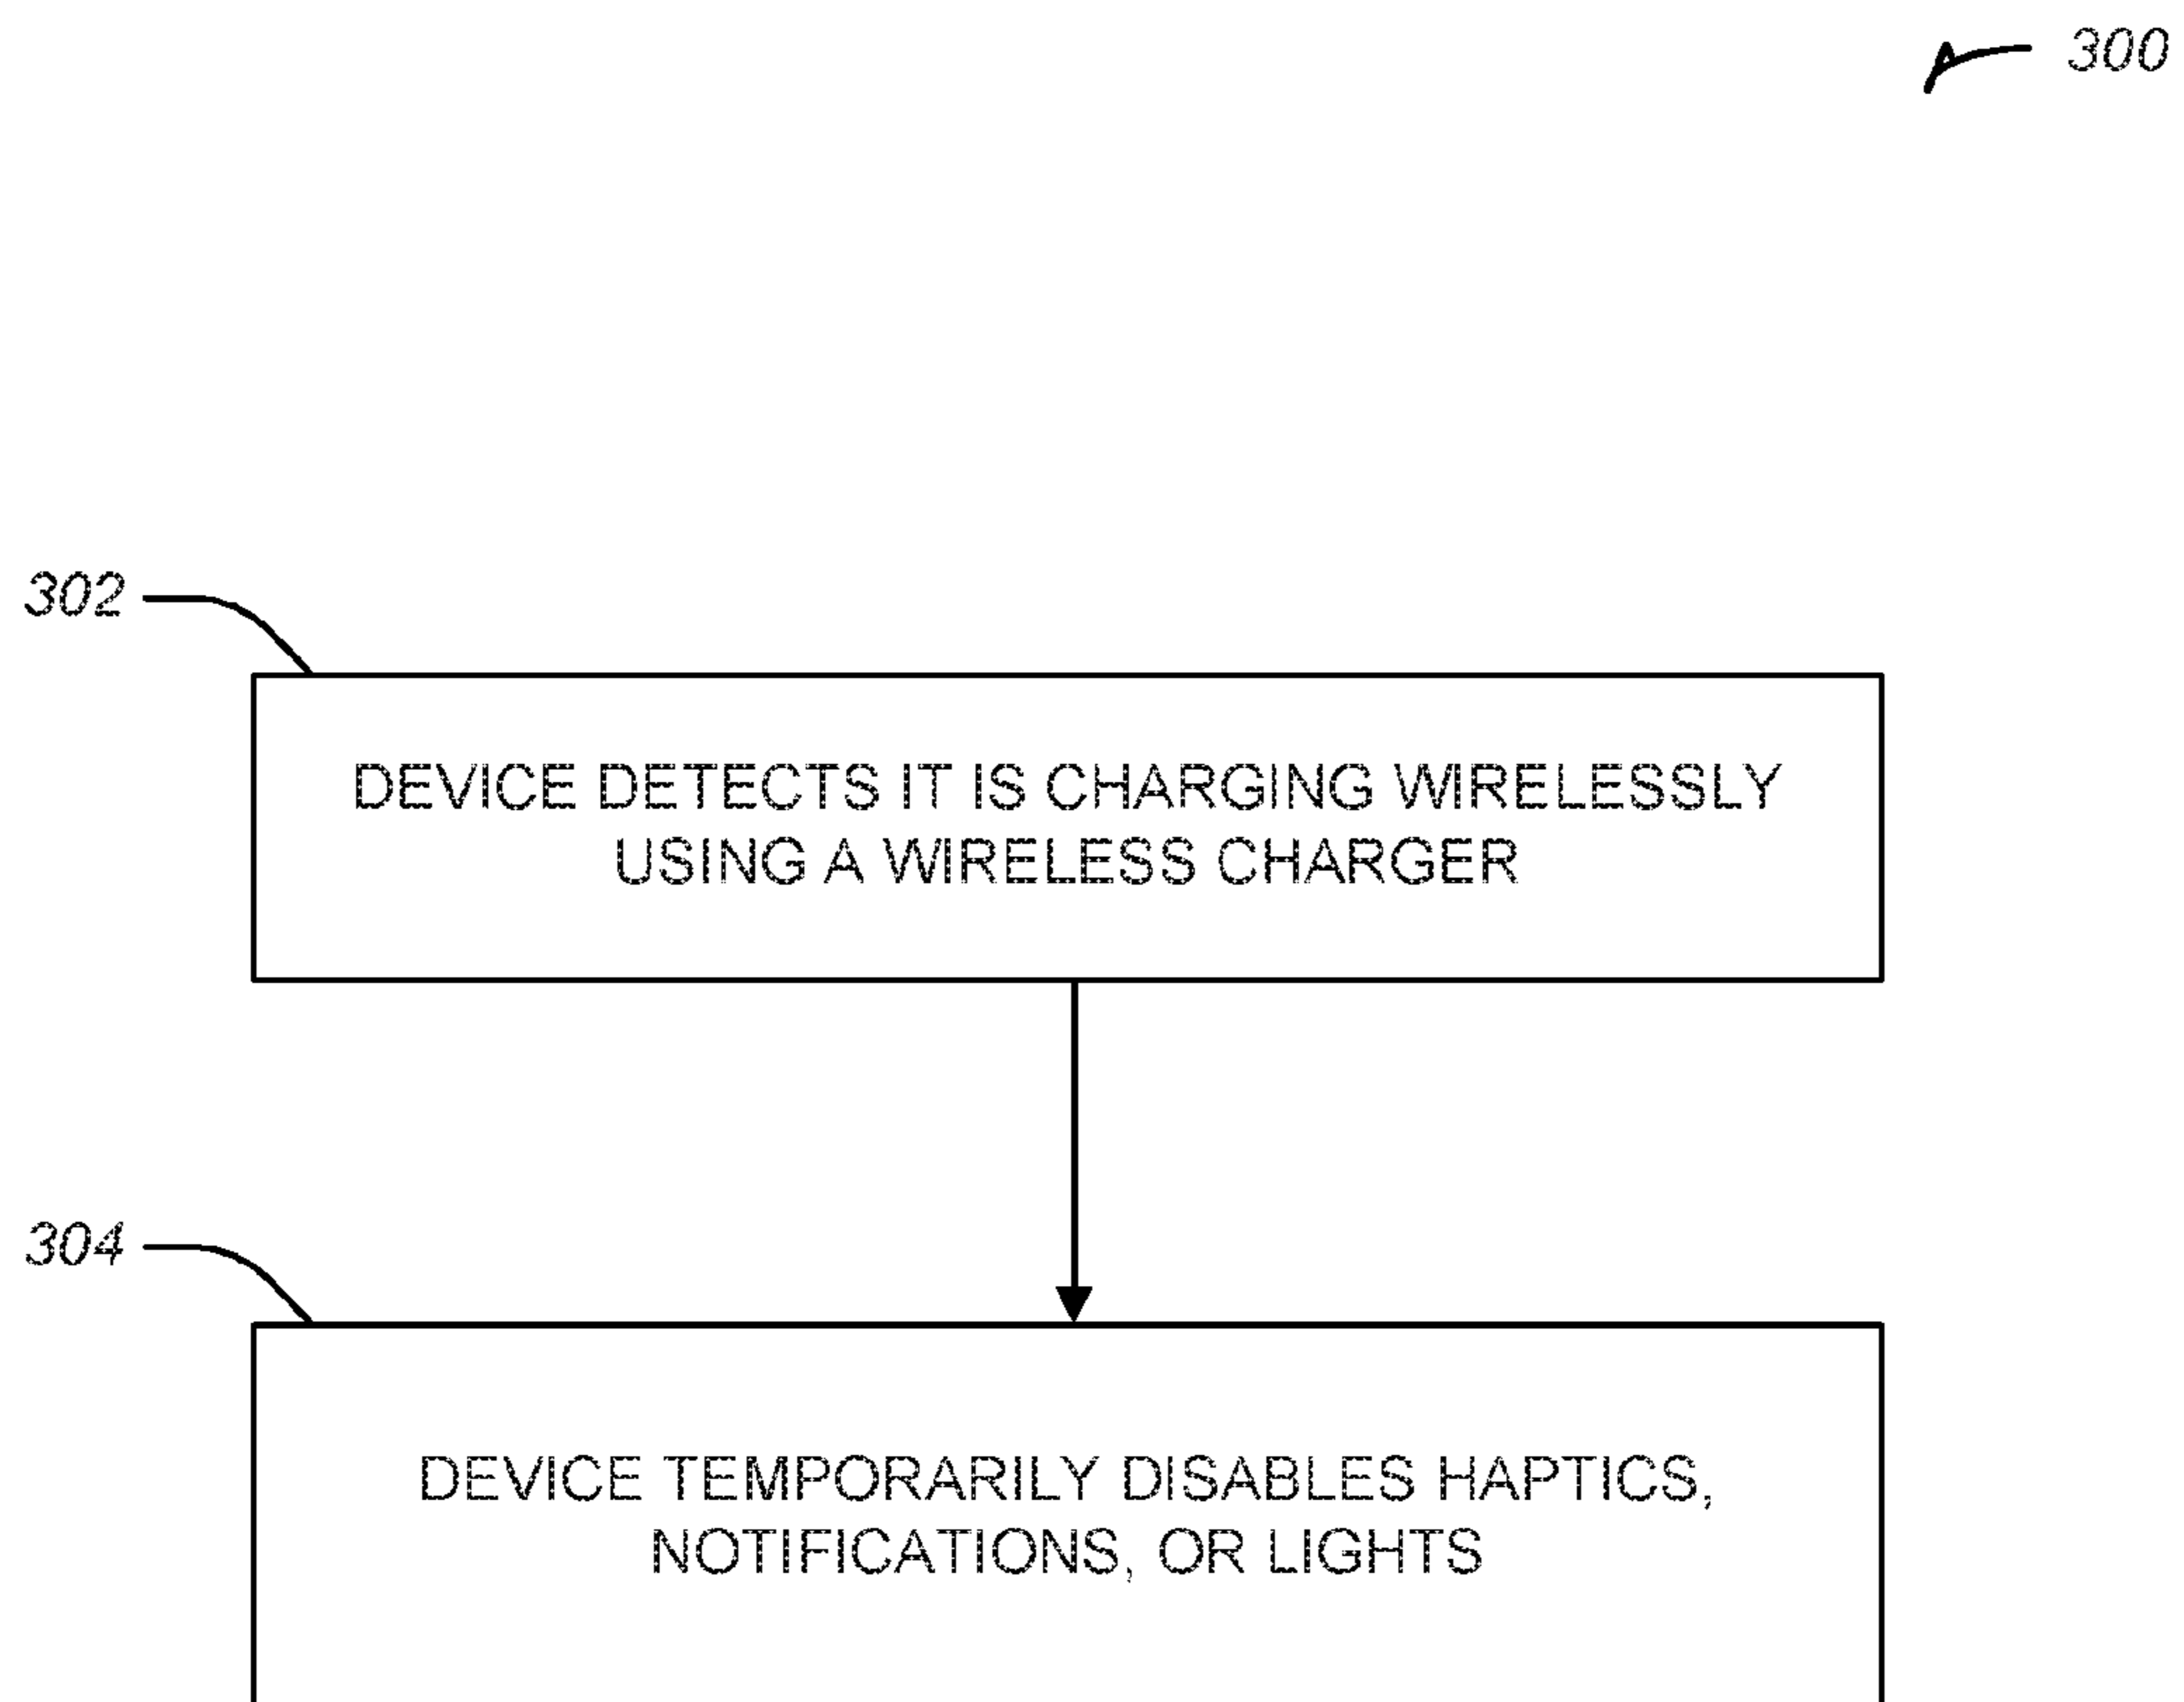 300
302
DEVICE DETECTS IT IS CHARGING WIRELESSLY
USING A WIRELESS CHARGER
304
DEVICE TEMPORARILY DISABLES HAPTICS,
NOTIFICATIONS, OR LIGHTS